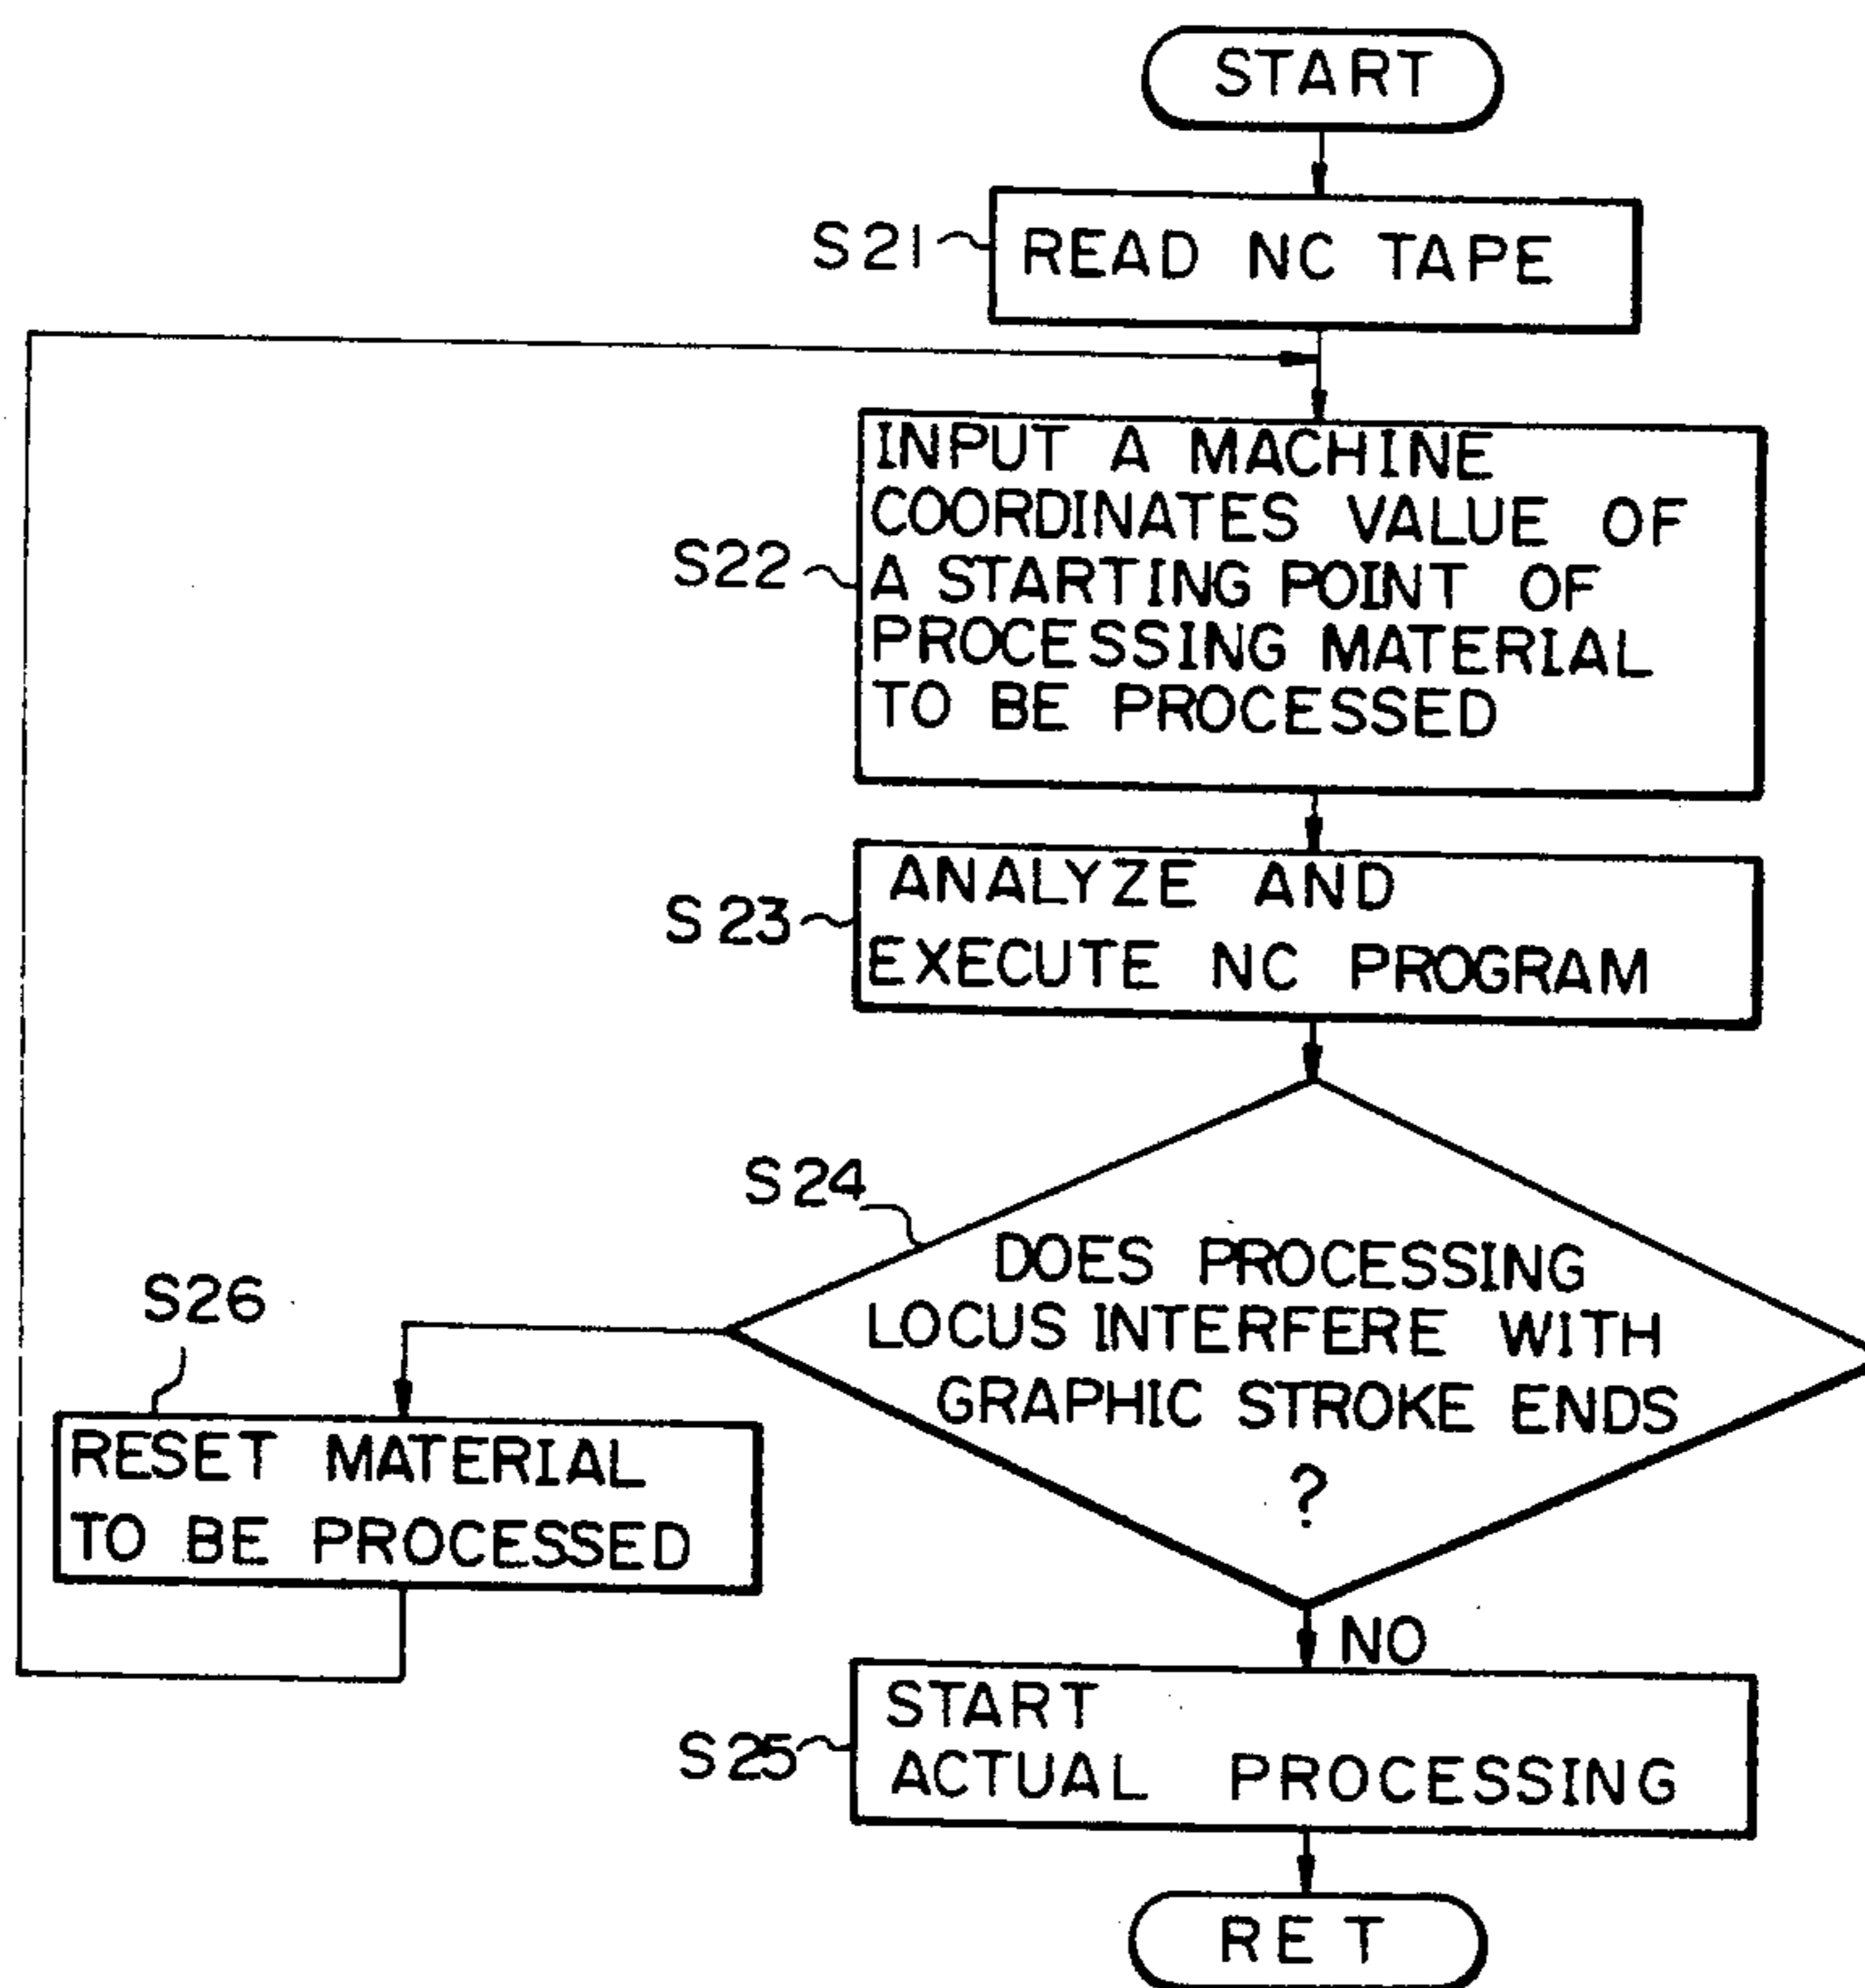 START
S21
READ NC TAPE
INPUT A MACHINE
COORDINATES VALUE OF
A STARTING POINT OF
PROCESSING MATERIAL
TO BE PROCESSED
S22
ANALYZE AND
EXECUTE NC PROGRAM
S23
S24
DOES PROCESSING
LOCUS INTERFERE WITH
GRAPHIC STROKE ENDS
?
S26
RESET MATERIAL
TO BE PROCESSED
NO
START
ACTUAL PROCESSING
S25
RET